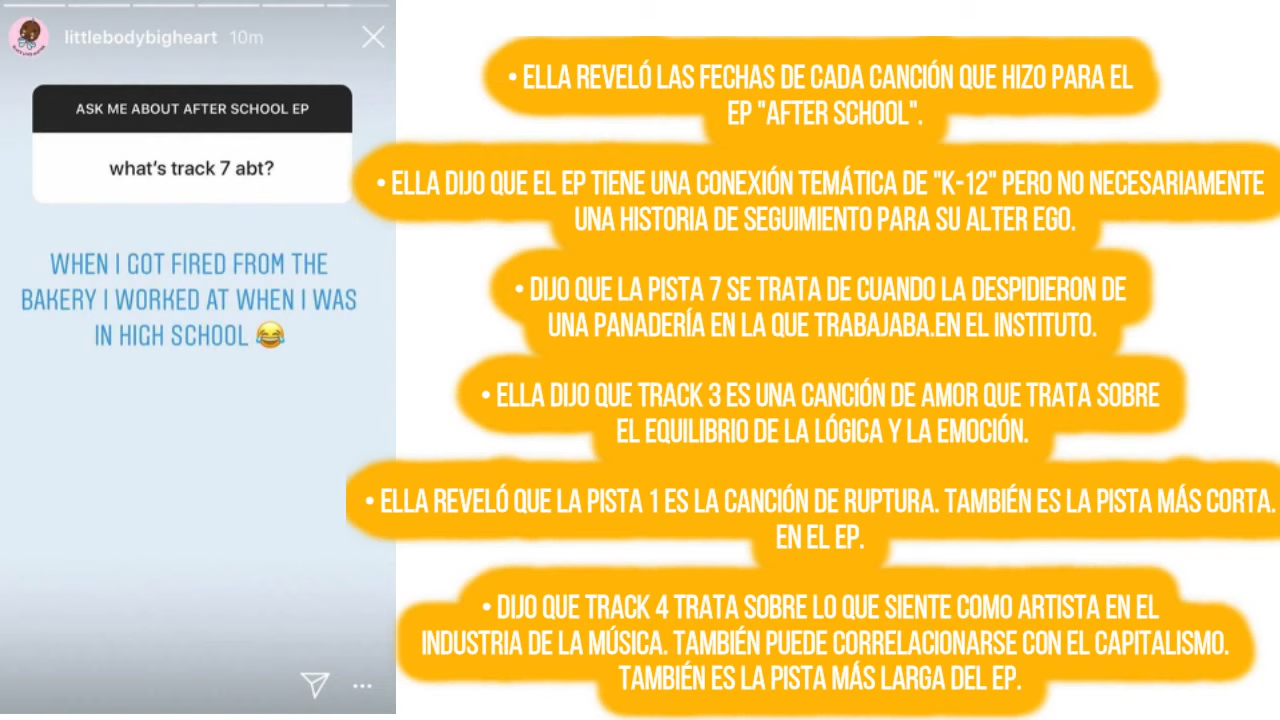 littlebodybigheart 10m
ASK ME ABOUT AFTER SCHOOL EP
what's track 7 abt?
WHEN I GOT FIRED FROM THE
BAKERY I WORKED AT WHEN I WAS
IN HIGH SCHOOL 😂
• ELLA REVELÓ LAS FECHAS DE CADA CANCIÓN QUE HIZO PARA EL
EP "AFTER SCHOOL".
• ELLA DIJO QUE EL EP TIENE UNA CONEXIÓN TEMÁTICA DE "K-12" PERO NO NECESARIAMENTE
UNA HISTORIA DE SEGUIMIENTO PARA SU ALTER EGO.
• DIJO QUE LA PISTA 7 SE TRATA DE CUANDO LA DESPIDIERON DE
UNA PANADERÍA EN LA QUE TRABAJABA.EN EL INSTITUTO.
• ELLA DIJO QUE TRACK 3 ES UNA CANCIÓN DE AMOR QUE TRATA SOBRE
EL EQUILIBRIO DE LA LÓGICA Y LA EMOCIÓN.
• ELLA REVELÓ QUE LA PISTA 1 ES LA CANCIÓN DE RUPTURA. TAMBIÉN ES LA PISTA MÁS CORTA.
EN EL EP.
• DIJO QUE TRACK 4 TRATA SOBRE LO QUE SIENTE COMO ARTISTA EN EL
INDUSTRIA DE LA MÚSICA. TAMBIÉN PUEDE CORRELACIONARSE CON EL CAPITALISMO.
TAMBIÉN ES LA PISTA MÁS LARGA DEL EP.